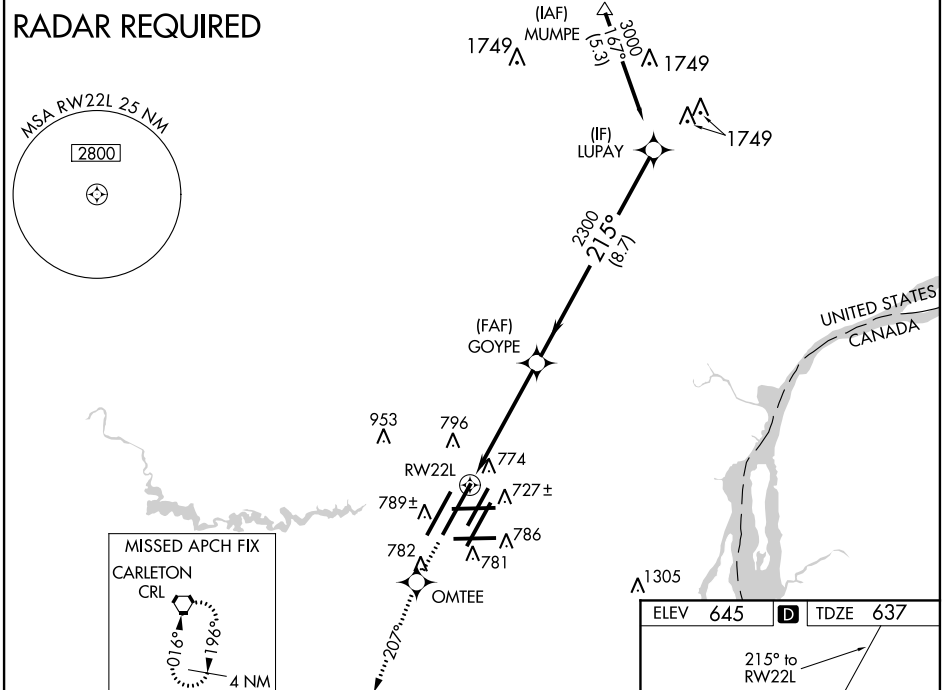 RADAR REQUIRED
(IAF)
MUMPE
3000
167°
(5.3)
1749
1749
1749
MSA RW22L 25 NM
2800
(IF)
LUPAY
2300
215°
(8.7)
UNITED STATES
CANADA
(FAF)
GOYPE
953
796
774
RW22L
727±
789±
786
782
781
OMTEE
1305
207°
MISSED APCH FIX
CARLETON
CRL
016°
196°
4 NM
ELEV 645 D TDZE 637
215° to
RW22L